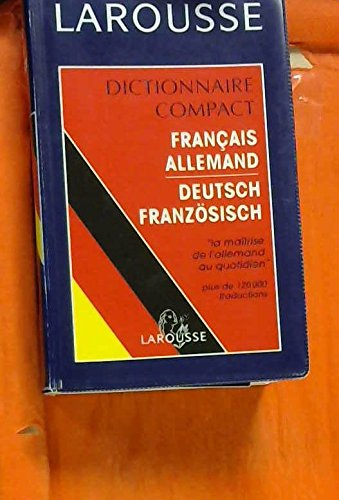 LAROUSSE
DICTIONNAIRE
COMPACT
FRANÇAIS
ALLEMAND
DEUTSCH
FRANZÖSISCH
"la maîtrise
de l'allemand
au quotidien"
plus de 120 000
traductions
LAROUSSE